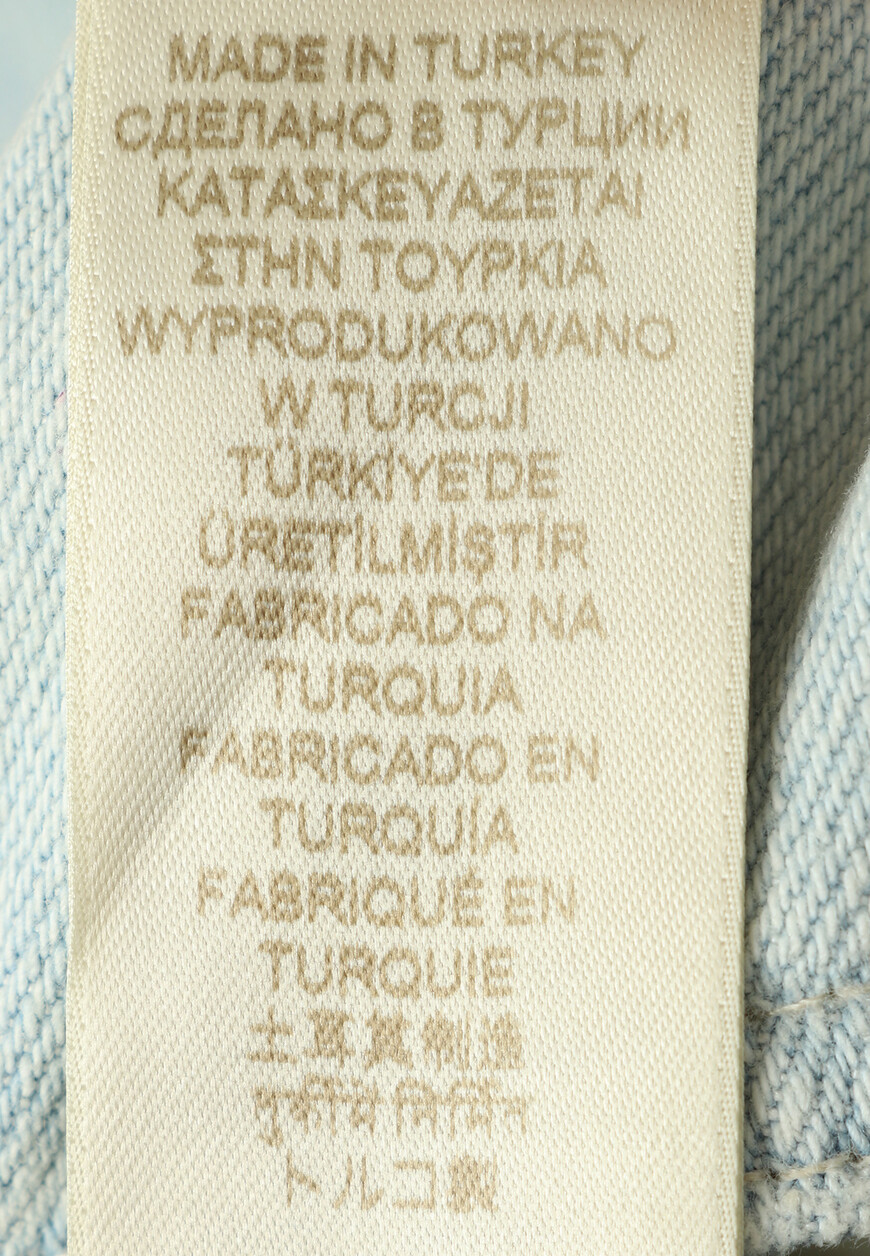 MADE IN TURKEY
СДЕЛАНО В ТУРЦИИ
ΚΑΤΑΣΚΕΥΑΖΕΤΑΙ
ΣΤΗΝ ΤΟΥΡΚΙΑ
WYPRODUKOWANO
W TURCJI
TÜRKİYE'DE
ÜRETİLMİŞTİR
FABRICADO NA
TURQUIA
FABRICADO EN
TURQUÍA
FABRIQUÉ EN
TURQUIE
土耳其制造
तुर्की में निर्मित
トルコ製